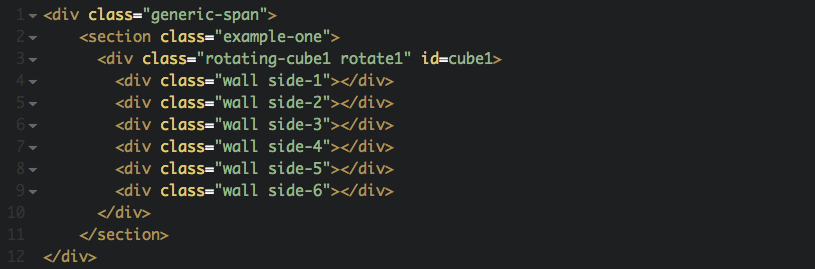 1 <div class="generic-span">
2 <section class="example-one">
3 <div class="rotating-cube1 rotate1" id=cube1>
4 <div class="wall side-1"></div>
5 <div class="wall side-2"></div>
6 <div class="wall side-3"></div>
7 <div class="wall side-4"></div>
8 <div class="wall side-5"></div>
9 <div class="wall side-6"></div>
10 </div>
11 </section>
12 </div>